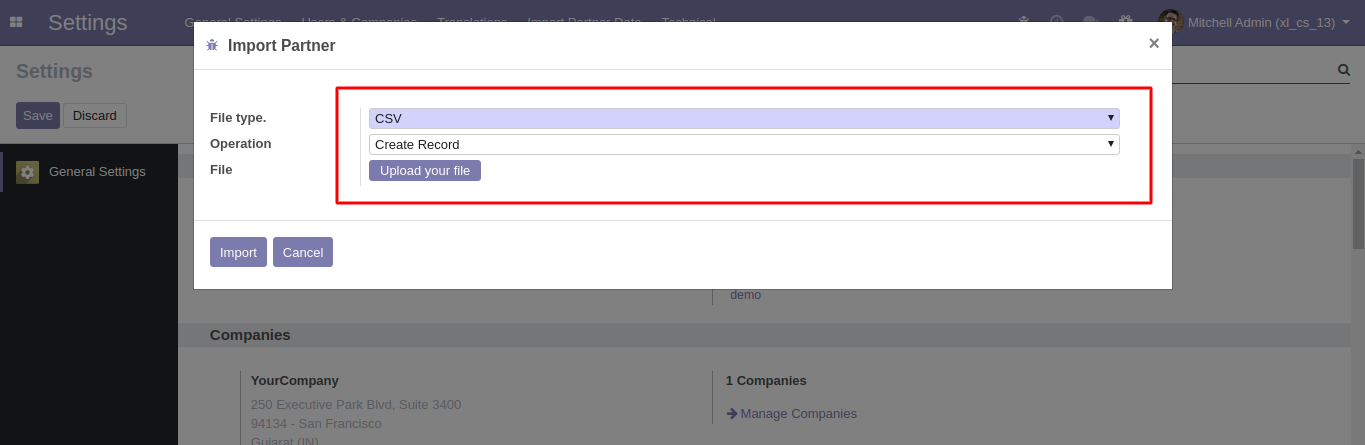 Settings
General Settings Users & Companies Translations Import Partner Data Technical
Mitchell Admin (xl_cs_13)
Import Partner
×
Settings
Save Discard
File type. CSV
Operation Create Record
File Upload your file
General Settings
Import Cancel
demo
Companies
YourCompany
1 Companies
250 Executive Park Blvd, Suite 3400
94134 - San Francisco
Manage Companies
Gujarat (IN)